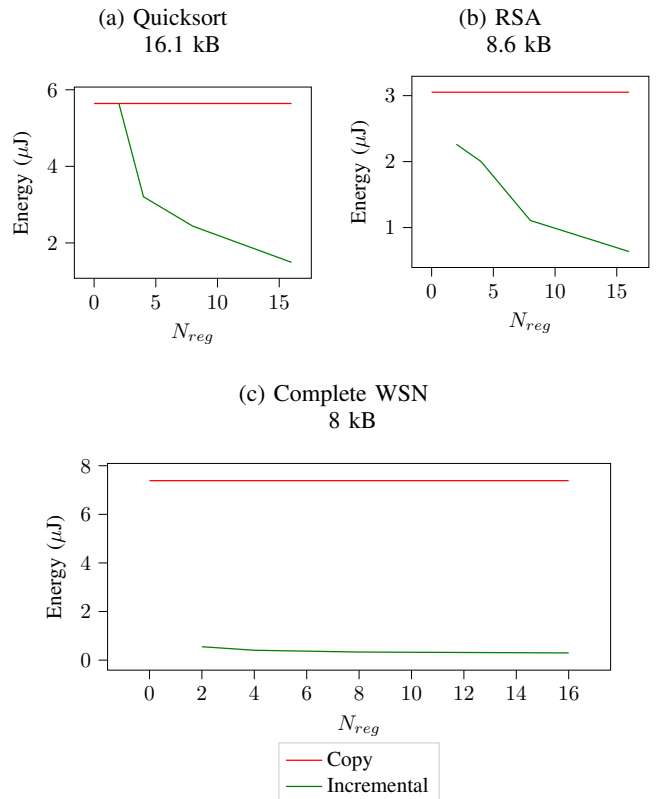 (a) Quicksort
16.1 kB
6
4
2
Energy (μJ)
0 5 10 15
N_reg
(b) RSA
8.6 kB
3
2
1
Energy (μJ)
0 5 10 15
N_reg
(c) Complete WSN
8 kB
8
6
4
2
0
Energy (μJ)
0 2 4 6 8 10 12 14 16
N_reg
Copy
Incremental